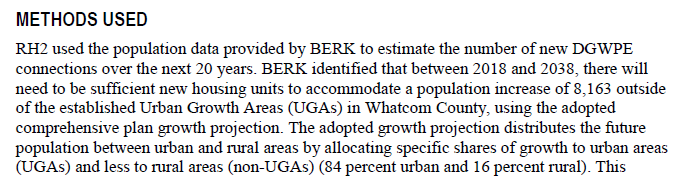 METHODS USED
RH2 used the population data provided by BERK to estimate the number of new DGWPE
connections over the next 20 years. BERK identified that between 2018 and 2038, there will
need to be sufficient new housing units to accommodate a population increase of 8,163 outside
of the established Urban Growth Areas (UGAs) in Whatcom County, using the adopted
comprehensive plan growth projection. The adopted growth projection distributes the future
population between urban and rural areas by allocating specific shares of growth to urban areas
(UGAs) and less to rural areas (non-UGAs) (84 percent urban and 16 percent rural). This